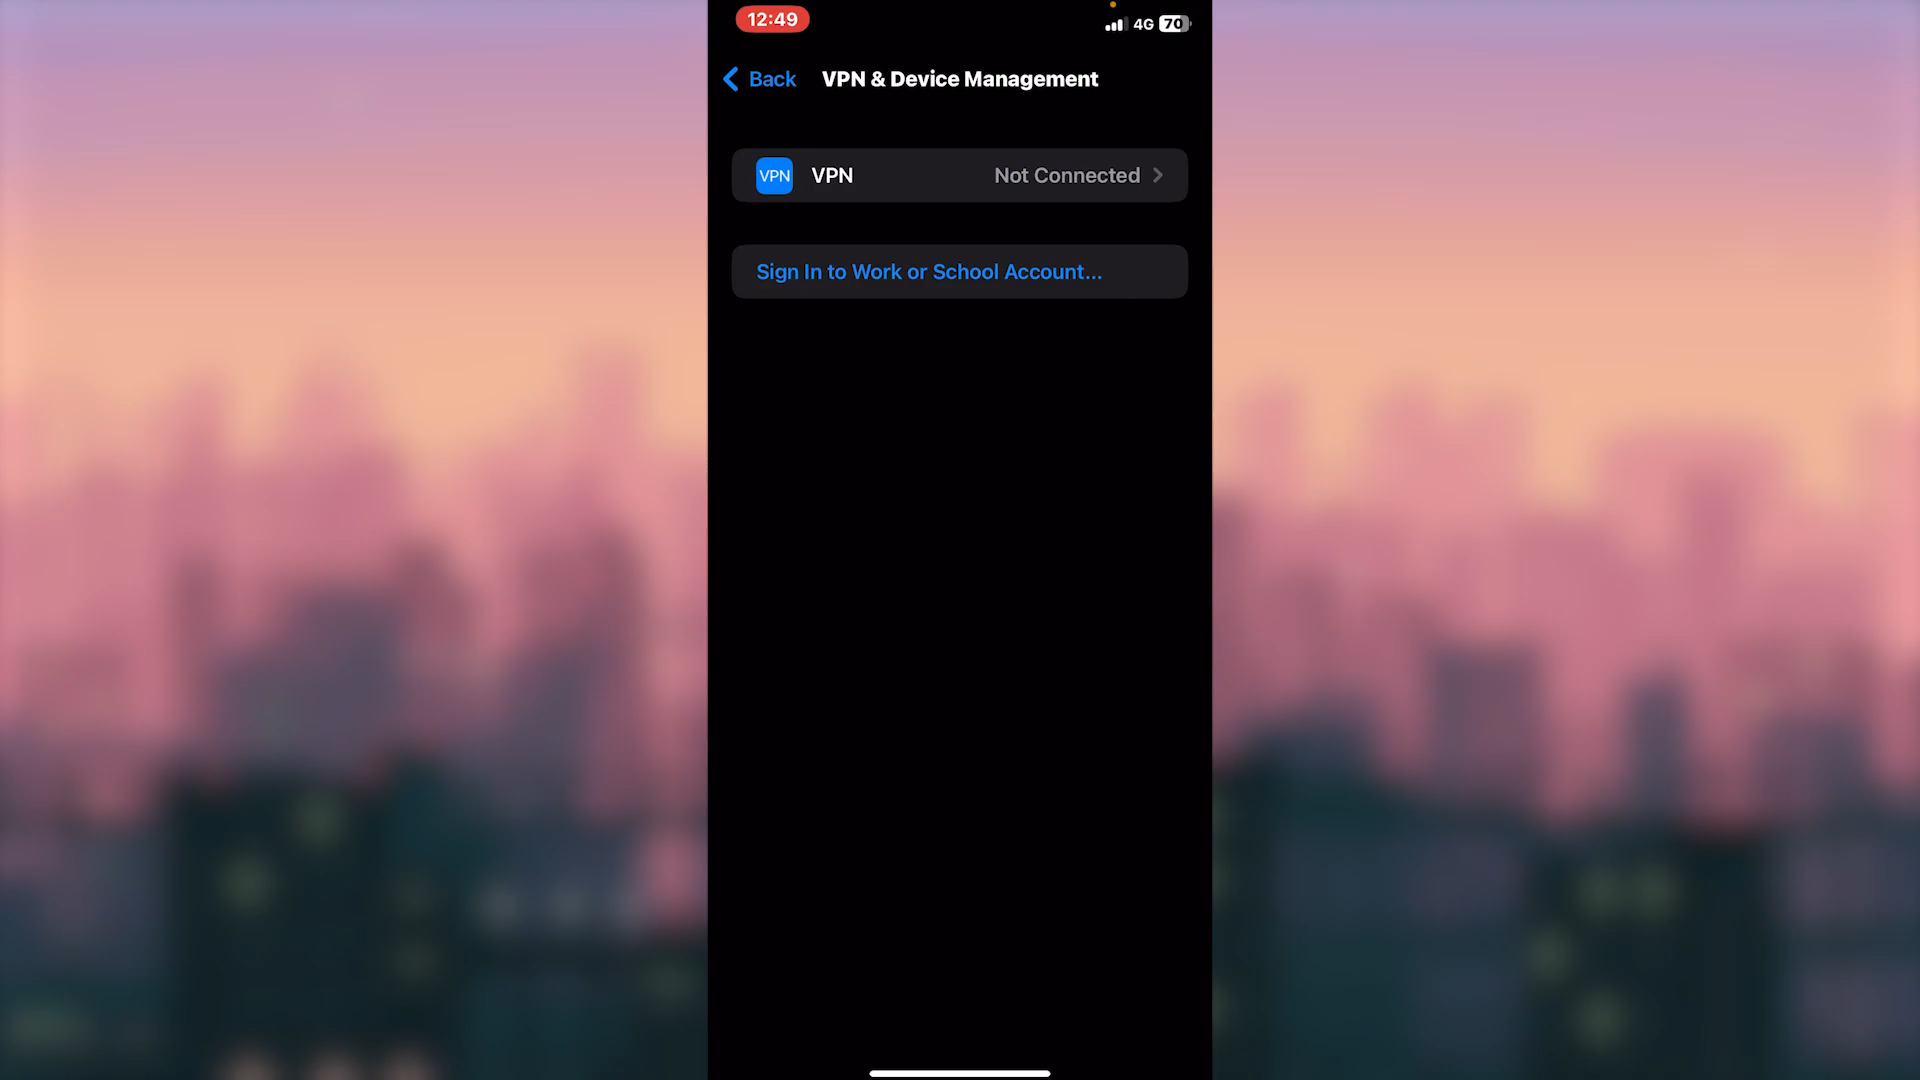 12:49
4G 70
Back VPN & Device Management
VPN VPN Not Connected
Sign In to Work or School Account...